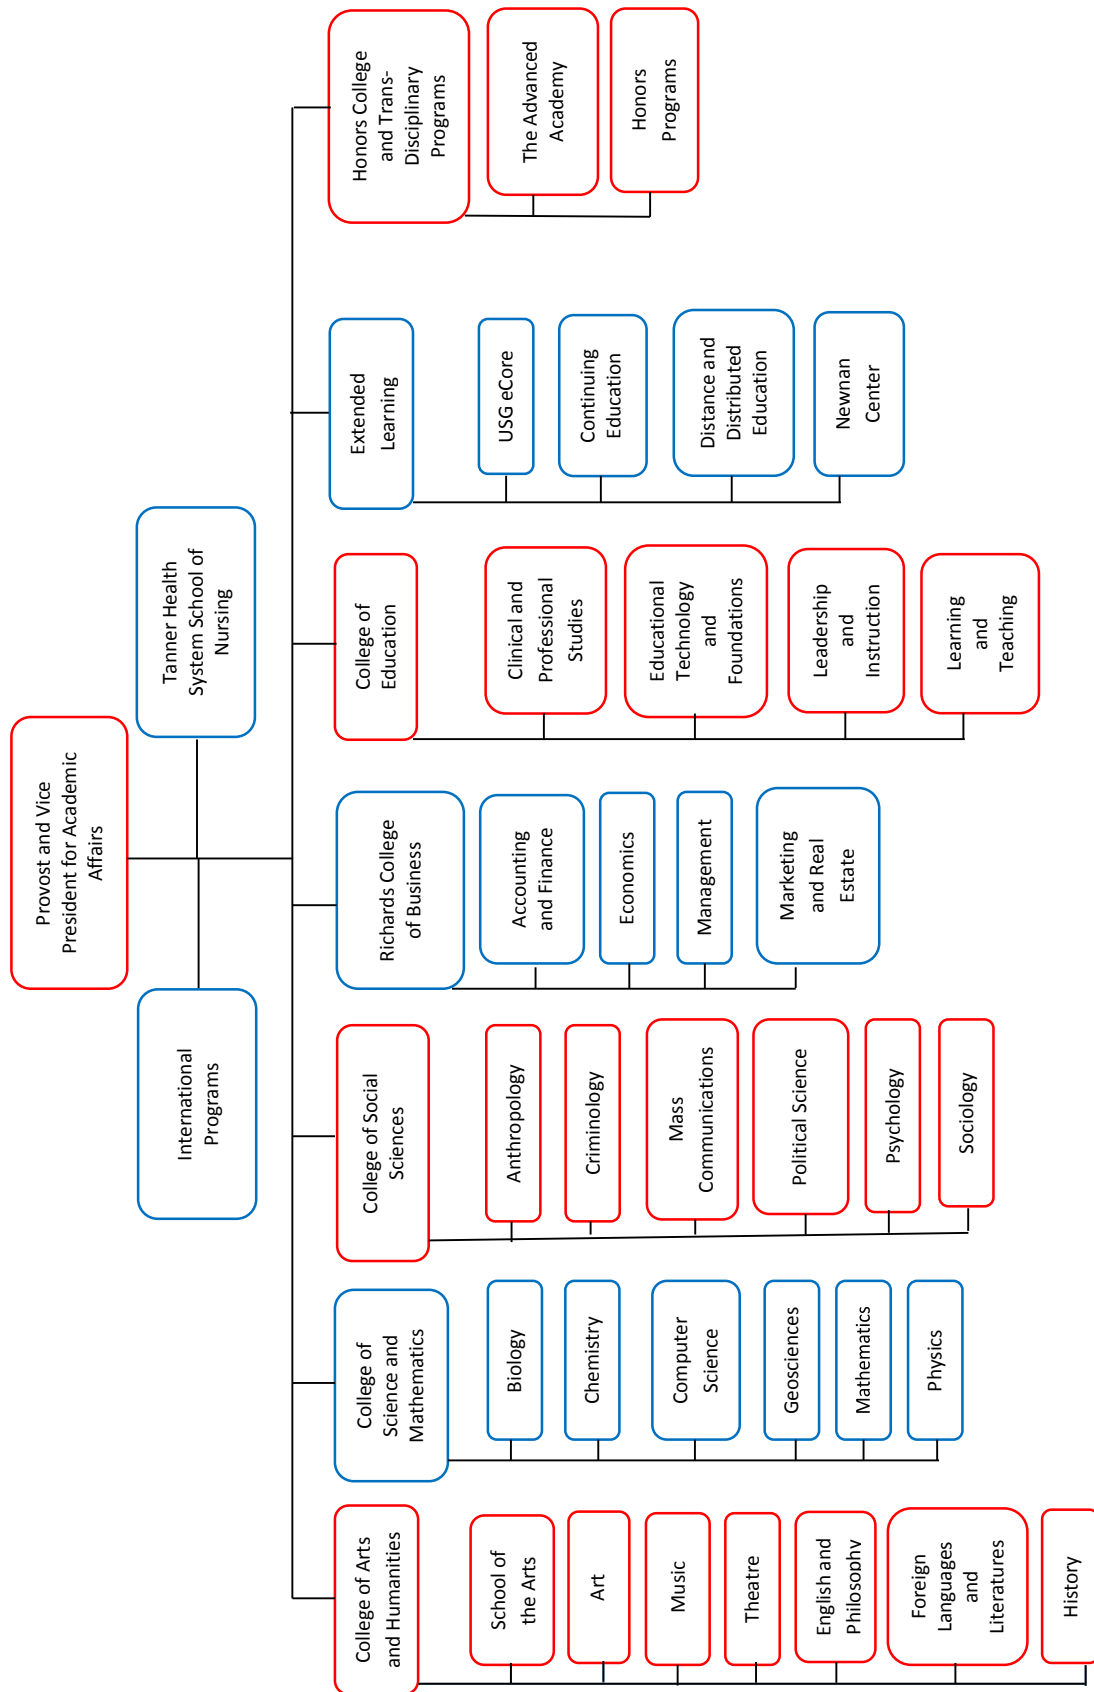 Provost and Vice
President for Academic
Affairs
International
Programs
Tanner Health
System School of
Nursing
College of Arts
and Humanities
School of
the Arts
Art
Music
Theatre
English and
Philosophy
Foreign
Languages
and
Literatures
History
College of
Science and
Mathematics
Biology
Chemistry
Computer
Science
Geosciences
Mathematics
Physics
College of Social
Sciences
Anthropology
Criminology
Mass
Communications
Political Science
Psychology
Sociology
Richards College
of Business
Accounting
and Finance
Economics
Management
Marketing
and Real
Estate
College of
Education
Clinical and
Professional
Studies
Educational
Technology
and
Foundations
Leadership
and
Instruction
Learning
and
Teaching
Extended
Learning
USG eCore
Continuing
Education
Distance and
Distributed
Education
Newnan
Center
Honors College
and Trans-
Disciplinary
Programs
The Advanced
Academy
Honors
Programs